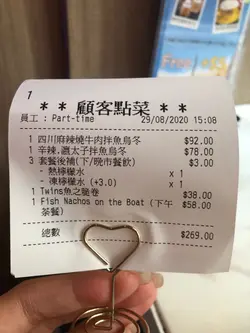 1
** 顧客點菜 **
員工 : Part-time 29/08/2020 15:08
1 四川麻辣燒牛肉拌魚烏冬 $92.00
1 辛辣.蟶太子拌魚烏冬 $78.00
3 套餐後補(下/晚市餐飲) $3.00
- 熱檸檬水 x 1
- 凍檸檬水 (+3.0) x 1
1 Twins魚之脆卷 $38.00
1 Fish Nachos on the Boat (下午茶餐) $58.00
總數 $269.00